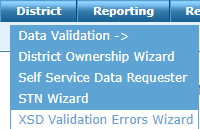 District Reporting
Data Validation ->
District Ownership Wizard
Self Service Data Requester
STN Wizard
XSD Validation Errors Wizard